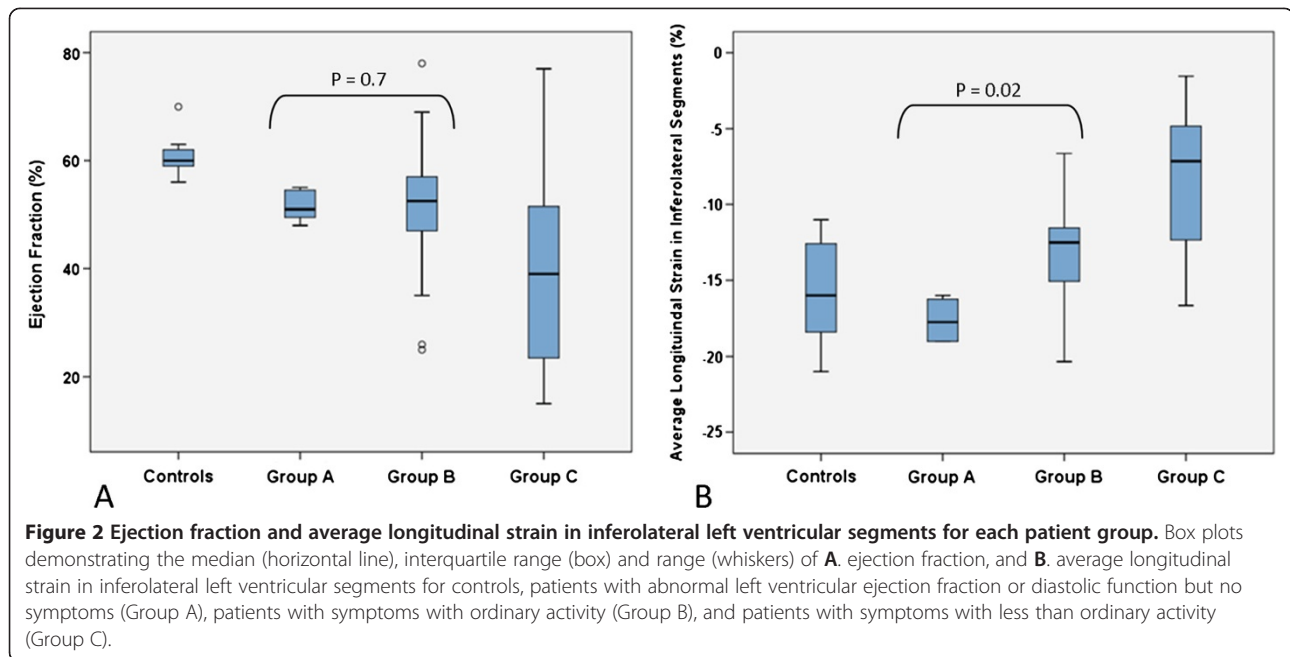 80
60
40
20
Ejection Fraction (%)
P = 0.7
Controls
Group A
Group B
Group C
A
0
-5
-10
-15
-20
-25
Average Longituindal Strain in Inferolateral Segments (%)
P = 0.02
Controls
Group A
Group B
Group C
B
Figure 2 Ejection fraction and average longitudinal strain in inferolateral left ventricular segments for each patient group. Box plots
demonstrating the median (horizontal line), interquartile range (box) and range (whiskers) of A. ejection fraction, and B. average longitudinal
strain in inferolateral left ventricular segments for controls, patients with abnormal left ventricular ejection fraction or diastolic function but no
symptoms (Group A), patients with symptoms with ordinary activity (Group B), and patients with symptoms with less than ordinary activity
(Group C).